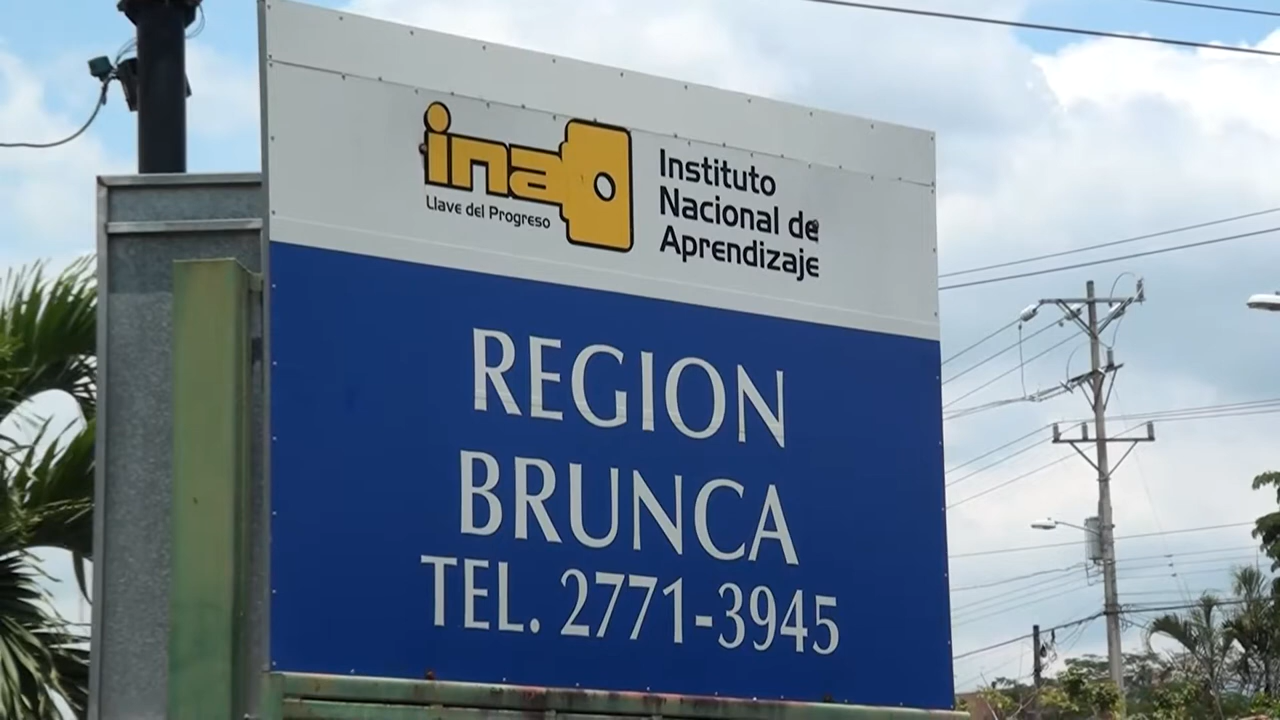 ina
Llave del Progreso
Instituto
Nacional de
Aprendizaje
REGION
BRUNCA
TEL. 2771-3945